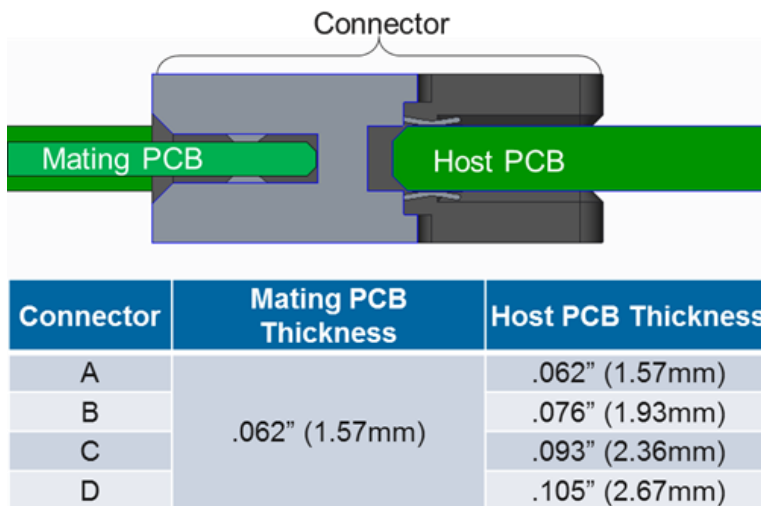 Connector
Mating PCB
Host PCB
Connector
Mating PCB
Thickness
Host PCB Thickness
A
.062” (1.57mm)
.062” (1.57mm)
B
.076” (1.93mm)
C
.093” (2.36mm)
D
.105” (2.67mm)